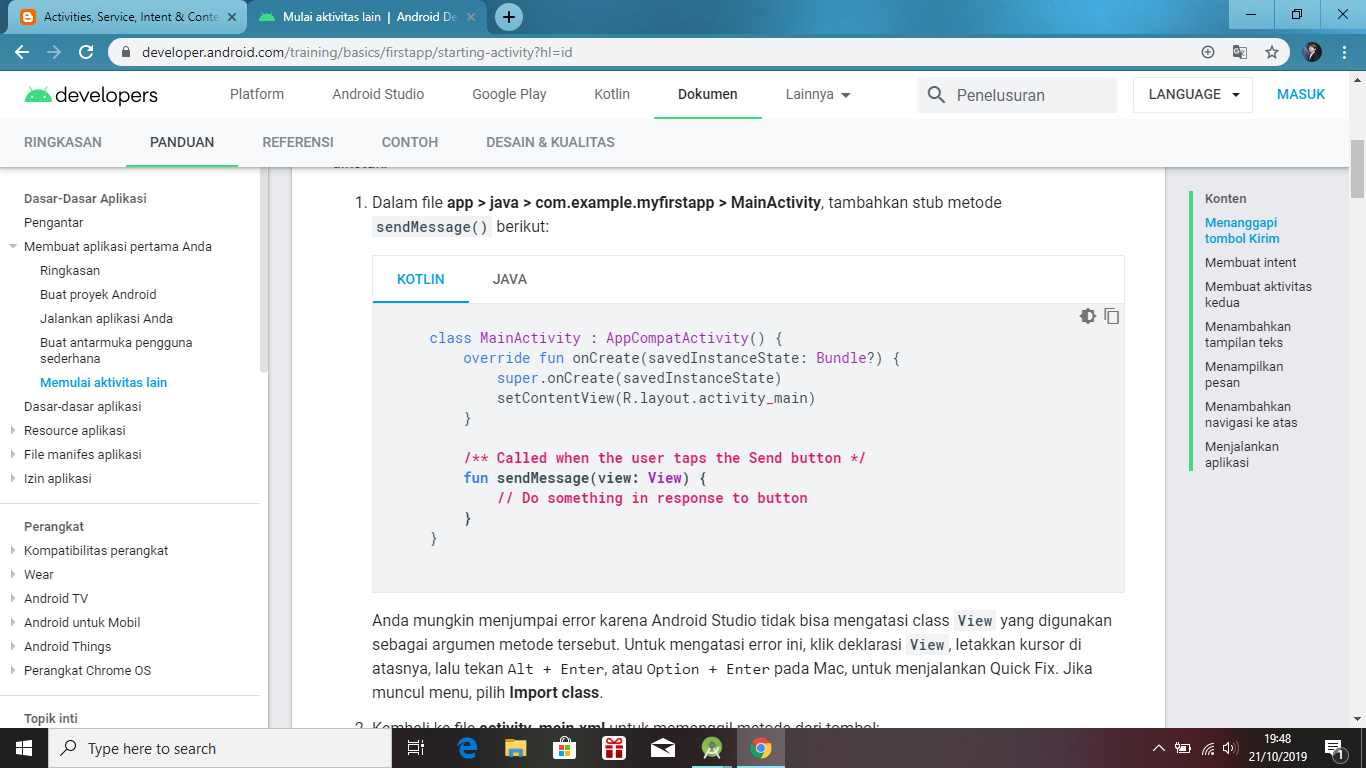 Activities, Service, Intent & Conte
Mulai aktivitas lain | Android De
developer.android.com/training/basics/firstapp/starting-activity?hl=id
developers
Platform
Android Studio
Google Play
Kotlin
Dokumen
Lainnya
Penelusuran
LANGUAGE
MASUK
RINGKASAN
PANDUAN
REFERENSI
CONTOH
DESAIN & KUALITAS
Dasar-Dasar Aplikasi
Pengantar
Membuat aplikasi pertama Anda
Ringkasan
Buat proyek Android
Jalankan aplikasi Anda
Buat antarmuka pengguna
sederhana
Memulai aktivitas lain
Dasar-dasar aplikasi
Resource aplikasi
File manifes aplikasi
Izin aplikasi
Perangkat
Kompatibilitas perangkat
Wear
Android TV
Android untuk Mobil
Android Things
Perangkat Chrome OS
Topik inti
1. Dalam file app > java > com.example.myfirstapp > MainActivity, tambahkan stub metode
sendMessage() berikut:
KOTLIN
JAVA
class MainActivity : AppCompatActivity() {
override fun onCreate(savedInstanceState: Bundle?) {
super.onCreate(savedInstanceState)
setContentView(R.layout.activity_main)
}
/** Called when the user taps the Send button */
fun sendMessage(view: View) {
// Do something in response to button
}
}
Anda mungkin menjumpai error karena Android Studio tidak bisa mengatasi class View yang digunakan
sebagai argumen metode tersebut. Untuk mengatasi error ini, klik deklarasi View, letakkan kursor di
atasnya, lalu tekan Alt + Enter, atau Option + Enter pada Mac, untuk menjalankan Quick Fix. Jika
muncul menu, pilih Import class.
2. Kembali ke file activity_main.xml untuk memanggil metode dari tombol:
Konten
Menanggapi
tombol Kirim
Membuat intent
Membuat aktivitas
kedua
Menambahkan
tampilan teks
Menampilkan
pesan
Menambahkan
navigasi ke atas
Menjalankan
aplikasi
Type here to search
19:48
21/10/2019
1